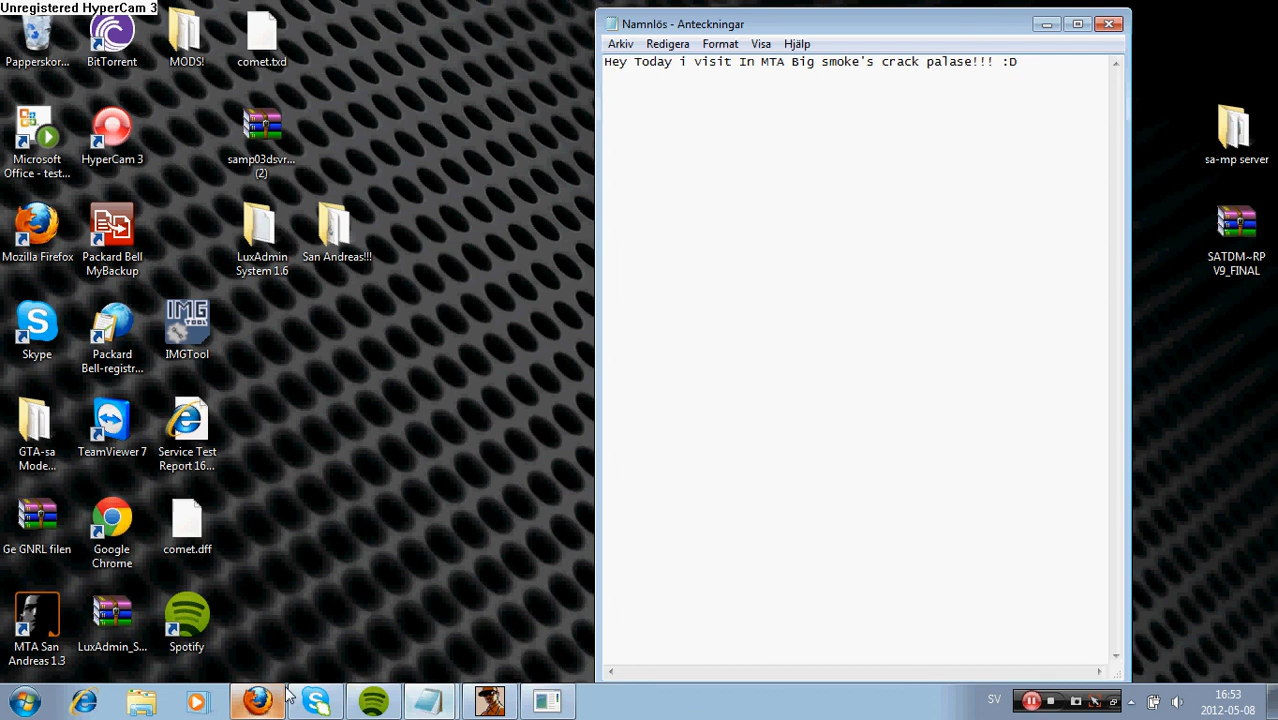 Unregistered HyperCam 3
Papperskor...
BitTorrent
MODS!
comet.txd
Microsoft
Office - test...
HyperCam 3
samp03dsvr...
(2)
Mozilla Firefox
Packard Bell
MyBackup
LuxAdmin
System 1.6
San Andreas!!!
Skype
Packard
Bell-registr...
IMG
TOOL
IMGTool
GTA-sa
Mode...
TeamViewer 7
Service Test
Report 16...
Ge GNRL filen
Google
Chrome
comet.dff
MTA San
Andreas 1.3
LuxAdmin_S...
Spotify
Namnlös - Anteckningar
Arkiv Redigera Format Visa Hjälp
Hey Today i visit In MTA Big smoke's crack palase!!! :D
sa-mp server
SATDM~RP
V9_FINAL
SV
16:53
2012-05-08